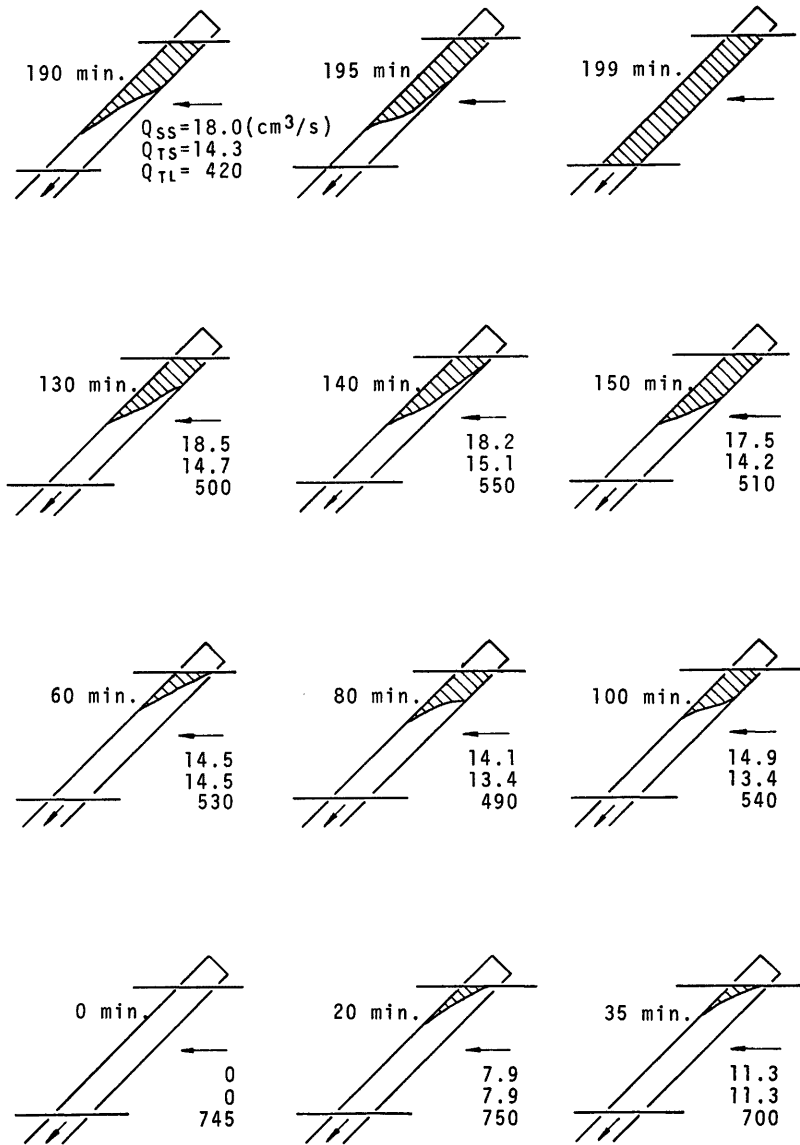 190 min.
Q_SS=18.0(cm³/s)
Q_TS=14.3
Q_TL= 420
195 min.
199 min.
130 min.
18.5
14.7
500
140 min.
18.2
15.1
550
150 min.
17.5
14.2
510
60 min.
14.5
14.5
530
80 min.
14.1
13.4
490
100 min.
14.9
13.4
540
0 min.
0
0
745
20 min.
7.9
7.9
750
35 min.
11.3
11.3
700